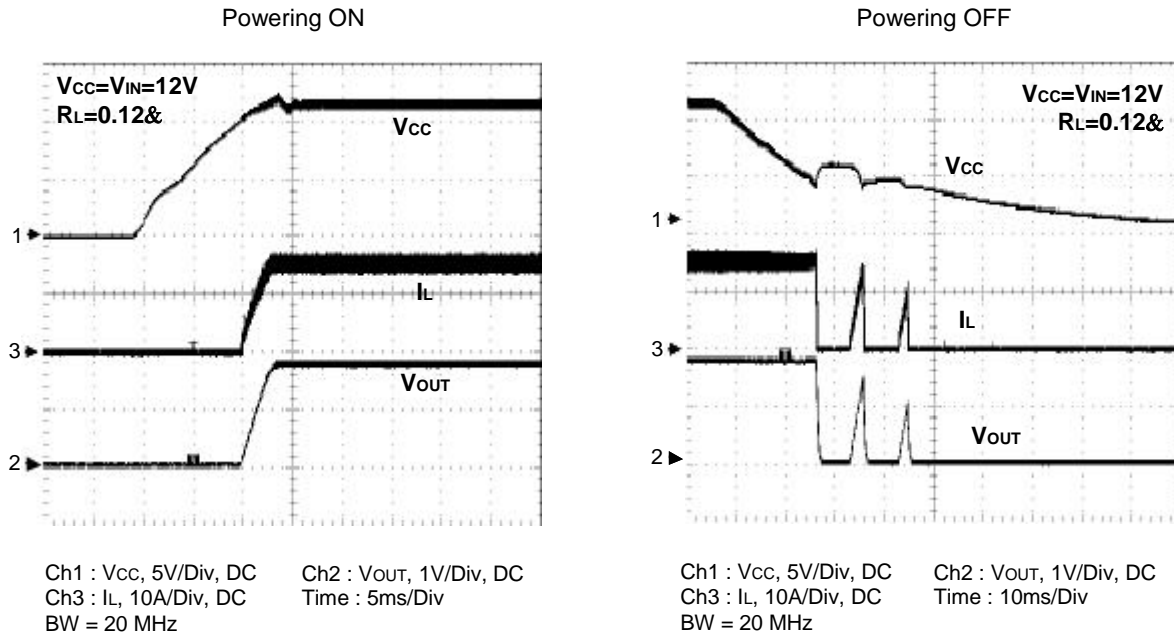 Powering ON
Powering OFF
VCC=VIN=12V
RL=0.12&
VCC
IL
VOUT
1
3
2
VCC=VIN=12V
RL=0.12&
VCC
IL
VOUT
1
3
2
Ch1 : VCC, 5V/Div, DC
Ch2 : VOUT, 1V/Div, DC
Ch3 : IL, 10A/Div, DC
Time : 5ms/Div
BW = 20 MHz
Ch1 : VCC, 5V/Div, DC
Ch2 : VOUT, 1V/Div, DC
Ch3 : IL, 10A/Div, DC
Time : 10ms/Div
BW = 20 MHz